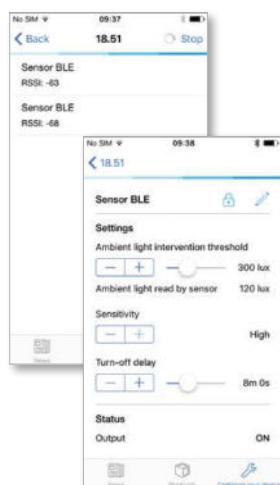 No SIM 09:37
Back 18.51 Stop
Sensor BLE
RSSI: -63
Sensor BLE
RSSI: -68
No SIM 09:38
18.51
Sensor BLE
Settings
Ambient light intervention threshold
− + 300 lux
Ambient light read by sensor 120 lux
Sensitivity
− + High
Turn-off delay
− + 8m 0s
Status
Output ON